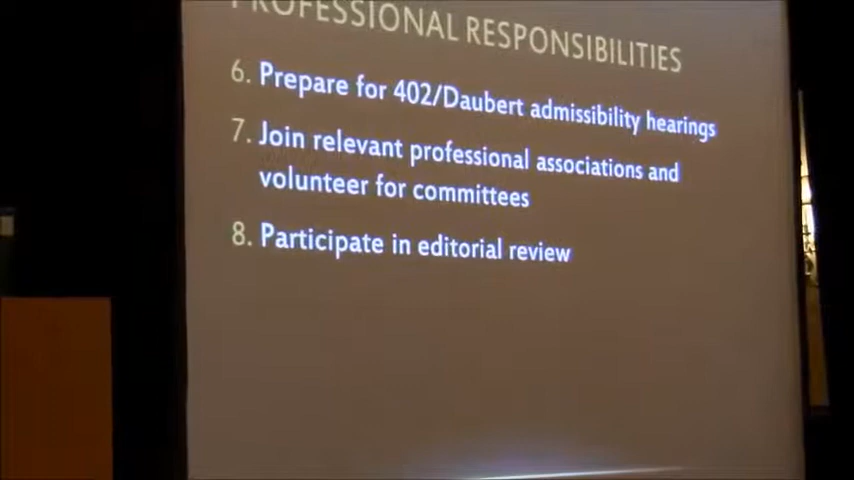 PROFESSIONAL RESPONSIBILITIES
6. Prepare for 402/Daubert admissibility hearings
7. Join relevant professional associations and
volunteer for committees
8. Participate in editorial review